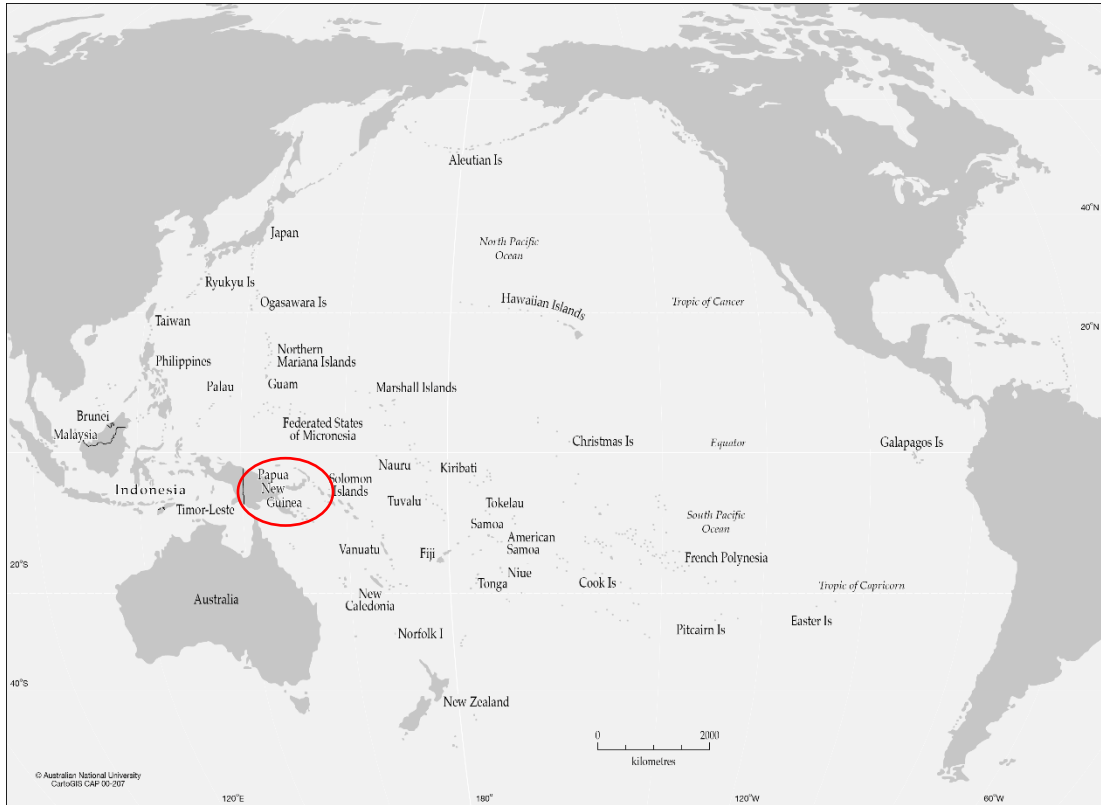 Aleutian Is
40°N
Japan
North Pacific
Ocean
Ryukyu Is
Ogasawara Is
Hawaiian Islands
Tropic of Cancer
Taiwan
20°N
Northern
Mariana Islands
Philippines
Palau
Guam
Marshall Islands
Brunei
Malaysia
Federated States
of Micronesia
Christmas Is
Equator
Galapagos Is
Nauru
Kiribati
Papua
New
Guinea
Solomon
Islands
Indonesia
Timor-Leste
Tuvalu
Tokelau
Samoa
South Pacific
Ocean
American
Samoa
Vanuatu
Fiji
French Polynesia
20°S
Niue
Tonga
Cook Is
Tropic of Capricorn
Australia
New
Caledonia
Norfolk I
Pitcairn Is
Easter Is
40°S
New Zealand
0
2000
kilometres
© Australian National University
CartoGIS CAP 00-207
120°E
180°
120°W
60°W